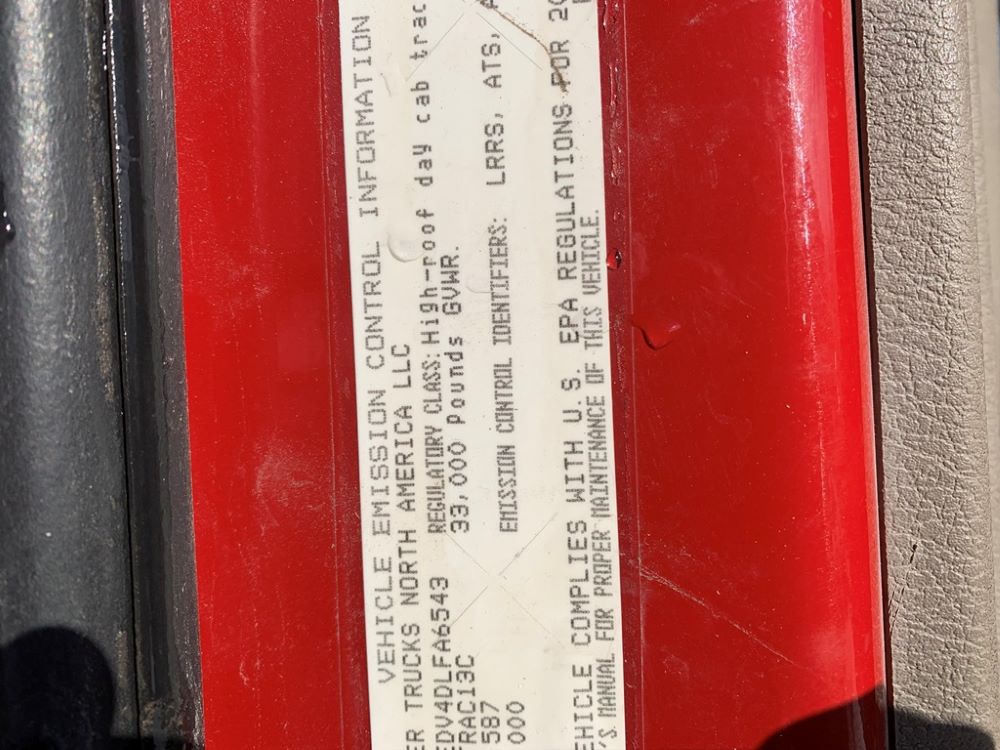 VEHICLE EMISSION CONTROL INFORMATION
TRUCKS NORTH AMERICA LLC
REGULATORY CLASS: High-roof day cab trac
33,000 Pounds GVWR.
EDV4DLFA6543
RAC13C
587
000
EMISSION CONTROL IDENTIFIERS: LRRS, ATS,
EHICLE COMPLIES WITH U.S. EPA REGULATIONS FOR 20
'S MANUAL FOR PROPER MAINTENANCE OF THIS VEHICLE.